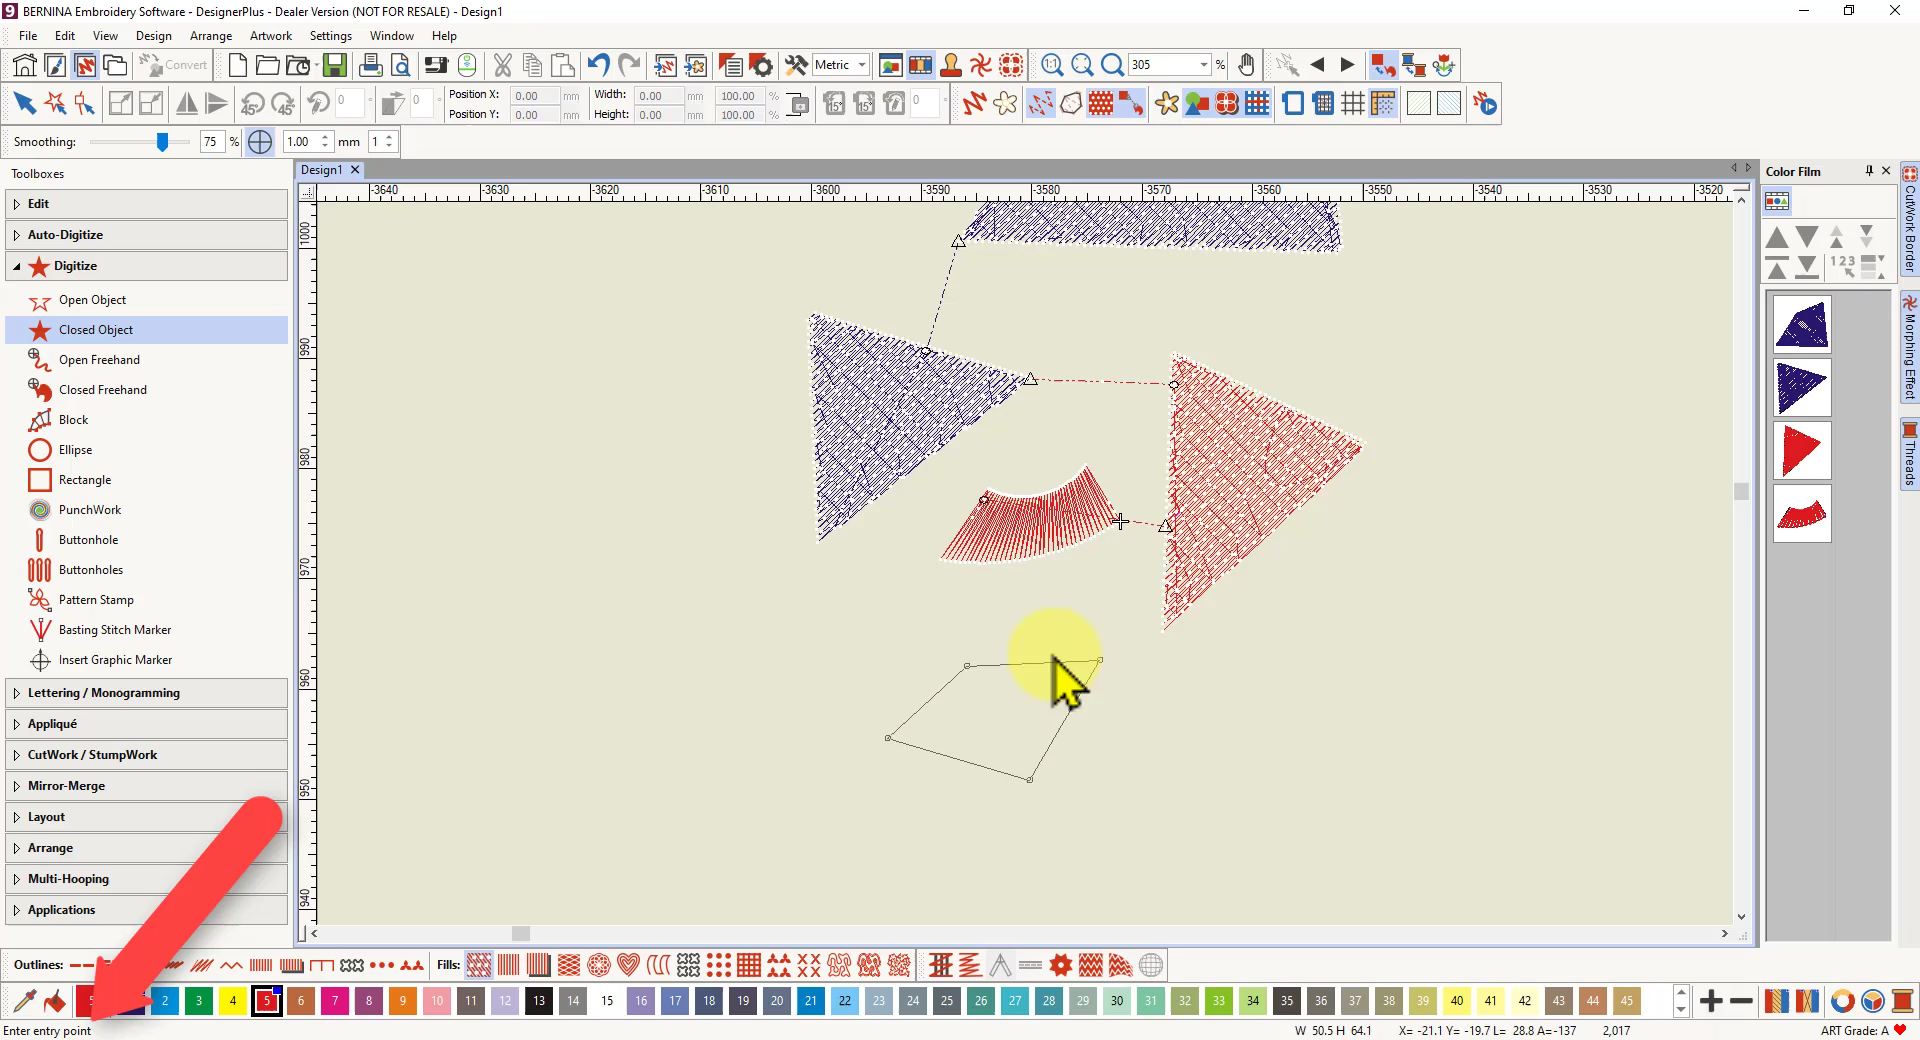 BERNINA Embroidery Software - DesignerPlus - Dealer Version (NOT FOR RESALE) - Design1
File Edit View Design Arrange Artwork Settings Window Help
Convert Metric 305 %
0 ° 0 ° Position X: 0.00 mm Width: 0.00 mm 100.00 % 15° 15° 0
Position Y: 0.00 mm Height: 0.00 mm 100.00 %
Smoothing: 75 % 1.00 mm 1
Toolboxes
Edit
Auto-Digitize
Digitize
Open Object
Closed Object
Open Freehand
Closed Freehand
Block
Ellipse
Rectangle
PunchWork
Buttonhole
Buttonholes
Pattern Stamp
Basting Stitch Marker
Insert Graphic Marker
Lettering / Monogramming
Appliqué
CutWork / StumpWork
Mirror-Merge
Layout
Arrange
Multi-Hooping
Applications
Design1
-3640 -3630 -3620 -3610 -3600 -3590 -3580 -3570 -3560 -3550 -3540 -3530 -3520
1000
990
980
970
960
950
940
Color Film
1 2 3
CutWork Border
Morphing Effect
Threads
Outlines: Fills:
5 2 3 4 5 6 7 8 9 10 11 12 13 14 15 16 17 18 19 20 21 22 23 24 25 26 27 28 29 30 31 32 33 34 35 36 37 38 39 40 41 42 43 44 45
Enter entry point W 50.5 H 64.1 X= -21.1 Y= -19.7 L= 28.8 A=-137 2,017 ART Grade: A